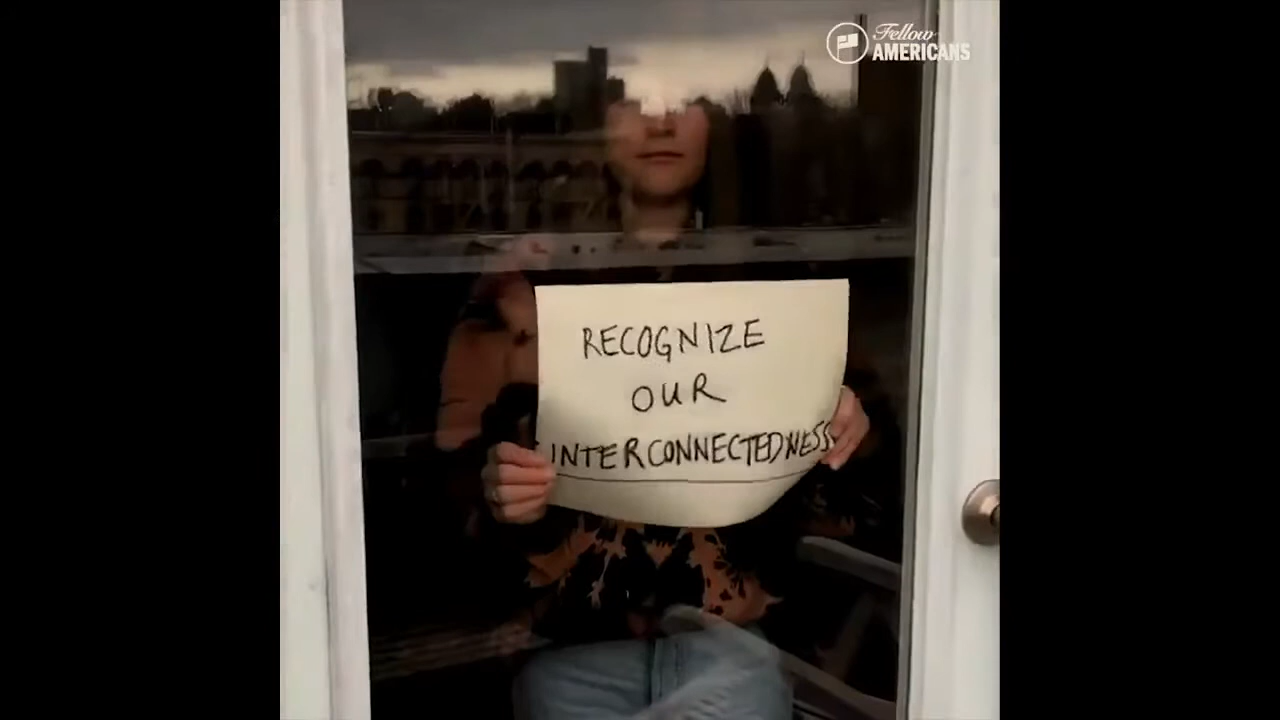 Fellow
AMERICANS
RECOGNIZE
OUR
INTERCONNECTEDNESS